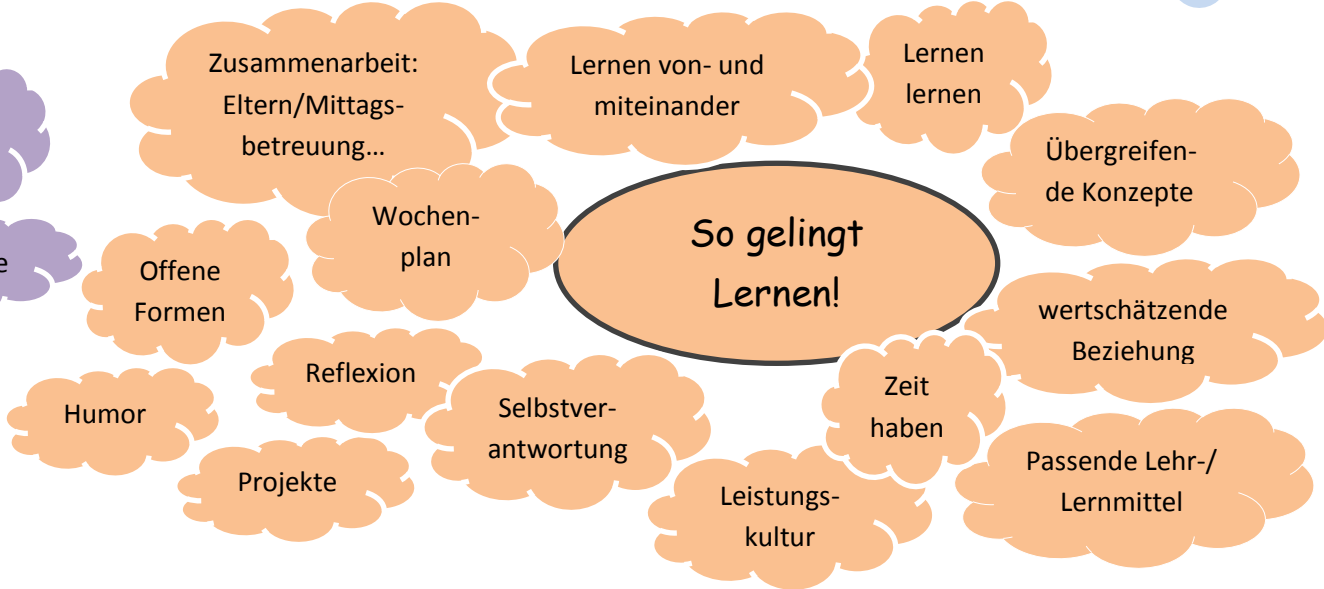 Zusammenarbeit:
Eltern/Mittags-
betreuung...
Lernen von- und
miteinander
Lernen
lernen
Übergreifen-
de Konzepte
Wochen-
plan
So gelingt
Lernen!
Offene
Formen
wertschätzende
Beziehung
Reflexion
Zeit
haben
Humor
Selbstver-
antwortung
Passende Lehr-/
Lernmittel
Projekte
Leistungs-
kultur